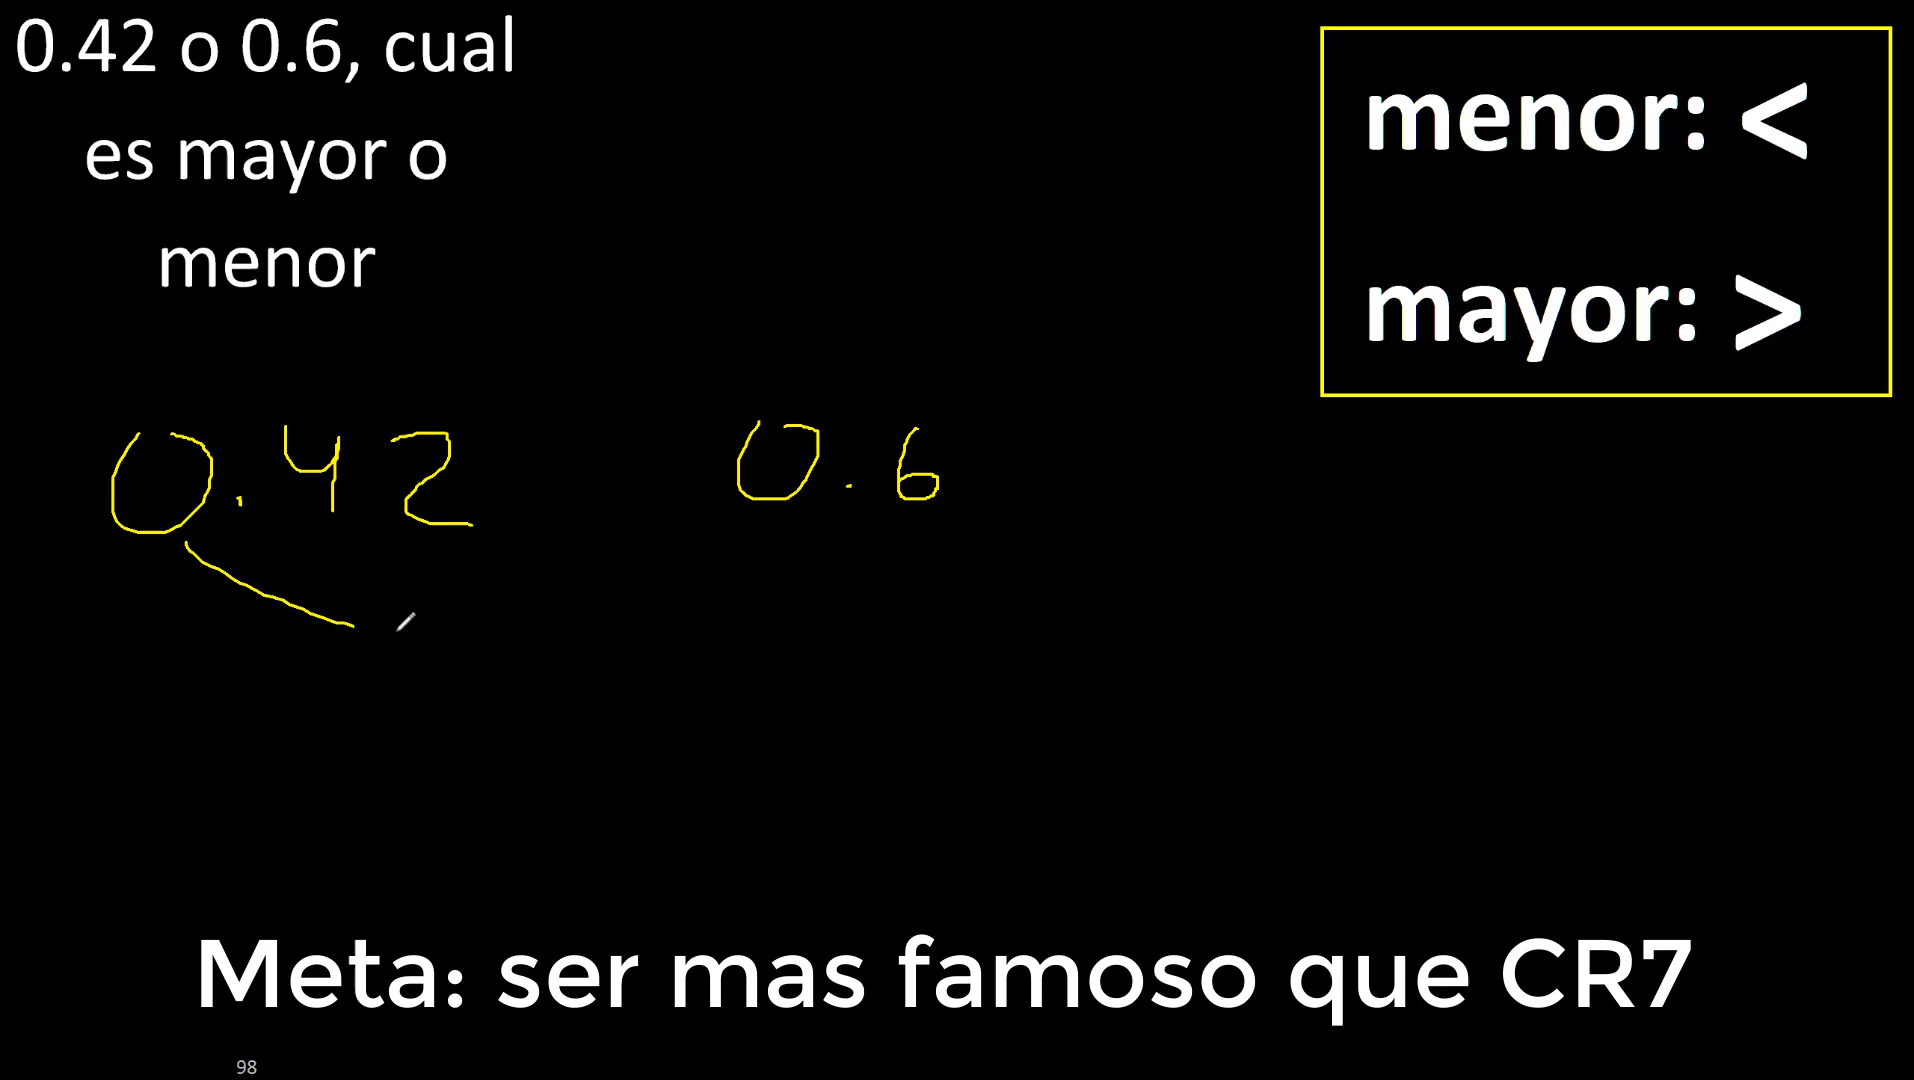 0.42 o 0.6, cual
es mayor o
menor
menor: <
mayor: >
0.42 0.6
Meta: ser mas famoso que CR7
98